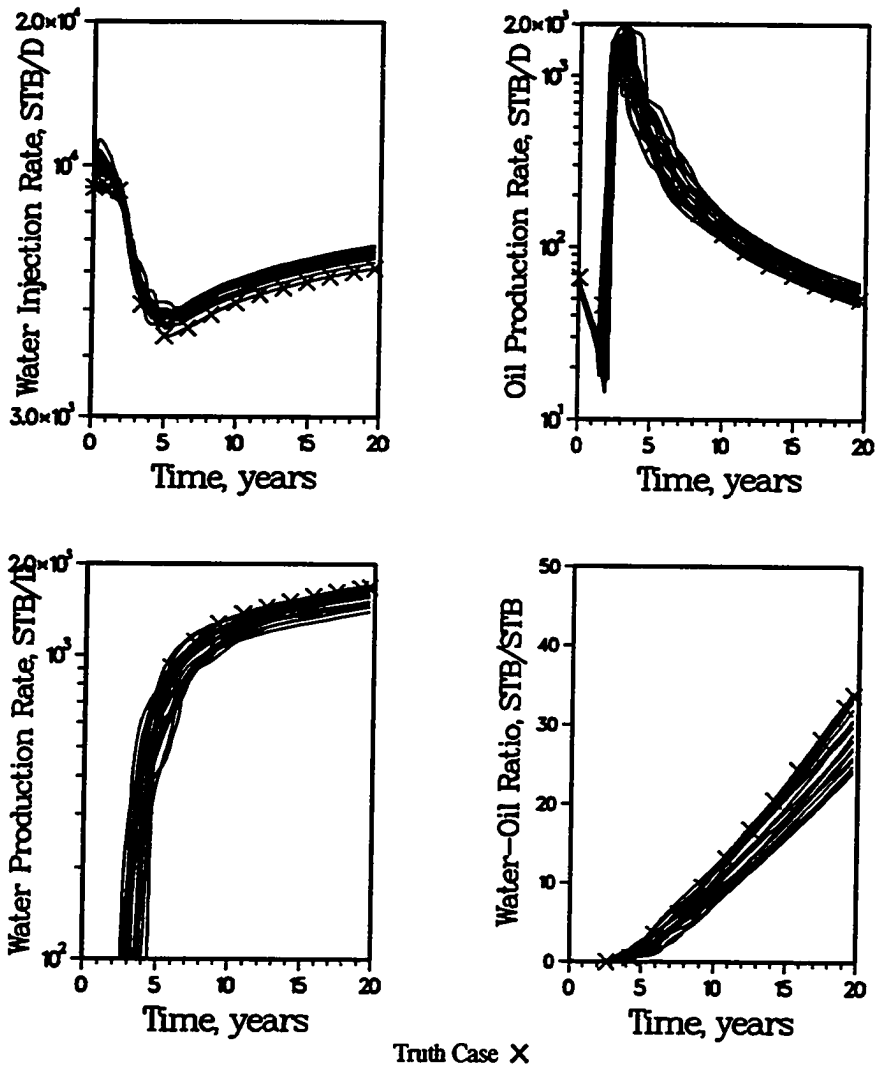 Water Injection Rate, STB/D
2.0×10⁴
10⁴
3.0×10³
0 5 10 15 20
Time, years
Oil Production Rate, STB/D
2.0×10³
10³
10²
10¹
0 5 10 15 20
Time, years
Water Production Rate, STB/D
2.0×10³
10³
10²
0 5 10 15 20
Time, years
Water-Oil Ratio, STB/STB
50
40
30
20
10
0
0 5 10 15 20
Time, years
Truth Case ×